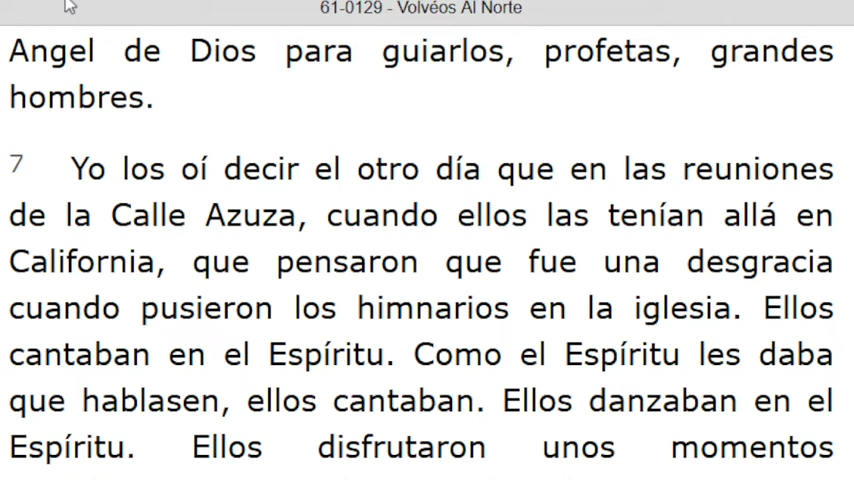 61-0129 - Volvéos Al Norte
Angel de Dios para guiarlos, profetas, grandes
hombres.
7 Yo los oí decir el otro día que en las reuniones
de la Calle Azuza, cuando ellos las tenían allá en
California, que pensaron que fue una desgracia
cuando pusieron los himnarios en la iglesia. Ellos
cantaban en el Espíritu. Como el Espíritu les daba
que hablasen, ellos cantaban. Ellos danzaban en el
Espíritu. Ellos disfrutaron unos momentos